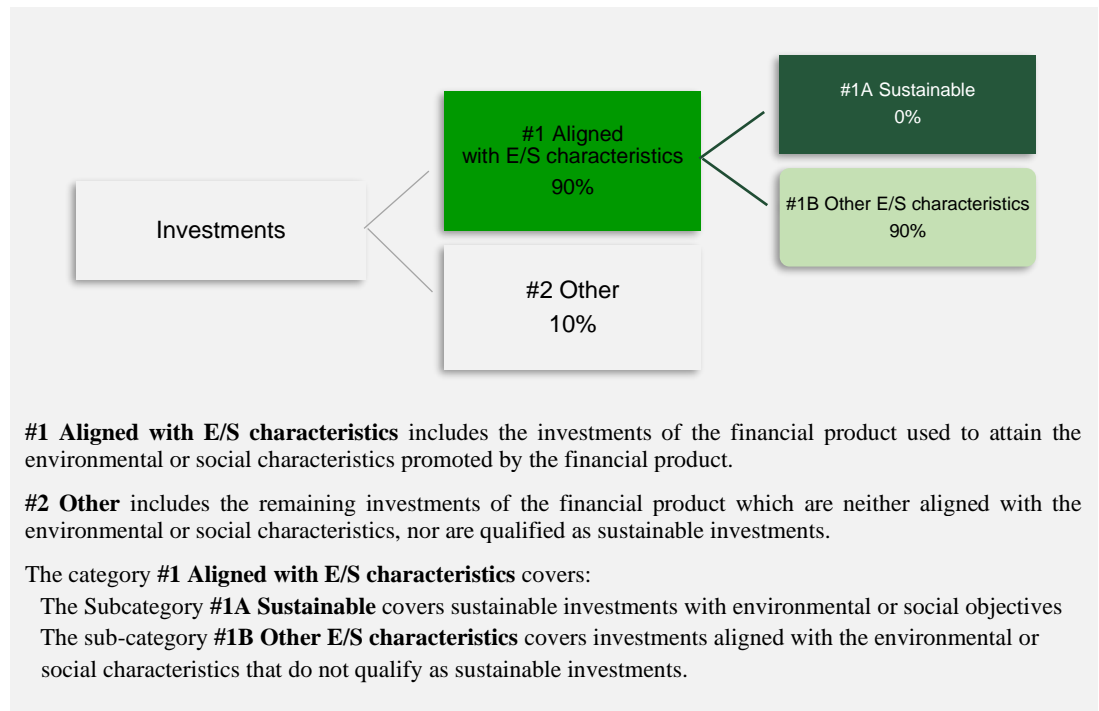 #1A Sustainable
0%
#1 Aligned
with E/S characteristics
90%
#1B Other E/S characteristics
90%
Investments
#2 Other
10%
#1 Aligned with E/S characteristics includes the investments of the financial product used to attain the
environmental or social characteristics promoted by the financial product.
#2 Other includes the remaining investments of the financial product which are neither aligned with the
environmental or social characteristics, nor are qualified as sustainable investments.
The category #1 Aligned with E/S characteristics covers:
The Subcategory #1A Sustainable covers sustainable investments with environmental or social objectives
The sub-category #1B Other E/S characteristics covers investments aligned with the environmental or
social characteristics that do not qualify as sustainable investments.